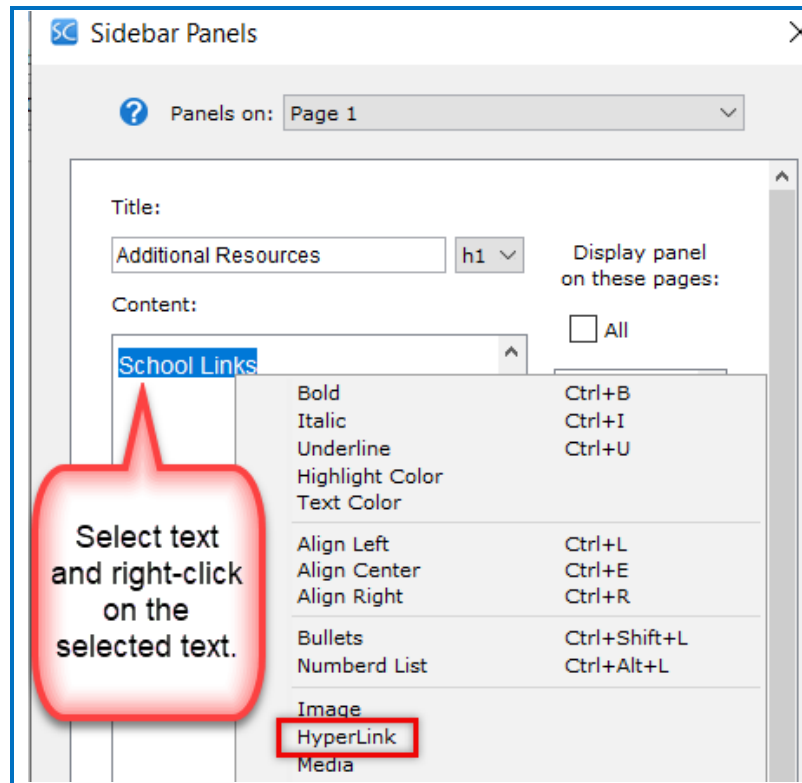 SC Sidebar Panels
? Panels on: Page 1
Title:
Additional Resources h1
Display panel
on these pages:
Content:
All
School Links
Bold Ctrl+B
Italic Ctrl+I
Underline Ctrl+U
Highlight Color
Text Color
Align Left Ctrl+L
Align Center Ctrl+E
Align Right Ctrl+R
Bullets Ctrl+Shift+L
Numberd List Ctrl+Alt+L
Image
HyperLink
Media
Select text
and right-click
on the
selected text.